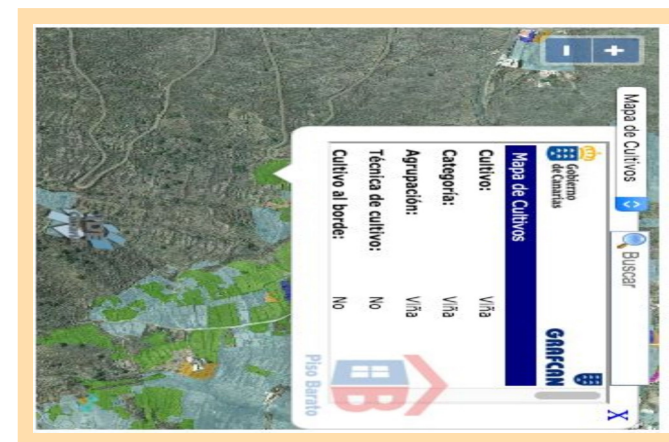 Mapa de Cultivos
Buscar
X
+
−
Gobierno
de Canarias
GRAFCAN
Mapa de Cultivos
Cultivo: Viña
Categoría: Viña
Agrupación: Viña
Técnica de cultivo: No
Cultivo al borde: No
Piso Barato